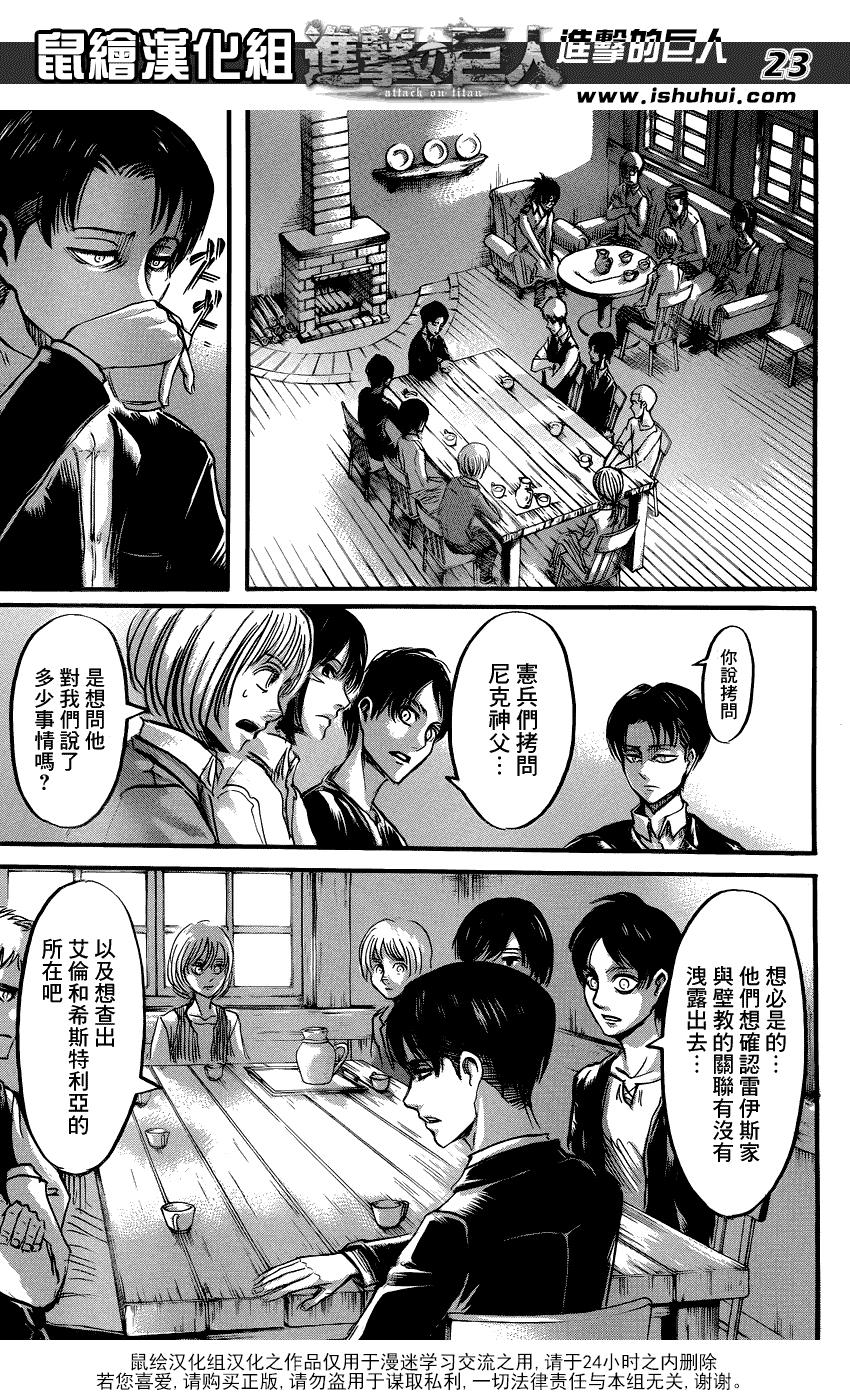 鼠繪漢化組
進撃の巨人
attack on titan
進擊的巨人
23
www.ishuhui.com
ズズ
你說拷問
憲兵們拷問
尼克神父…
是想問他
對我們說了
多少事情嗎?
想必是的…
他們想確認雷伊斯家
與壁教的關聯有沒有
洩露出去…
以及想查出
艾倫和希斯特利亞的
所在吧
鼠绘汉化组汉化之作品仅用于漫迷学习交流之用,请于24小时之内删除
若您喜爱,请购买正版,请勿盗用于谋取私利,一切法律责任与本组无关,谢谢。